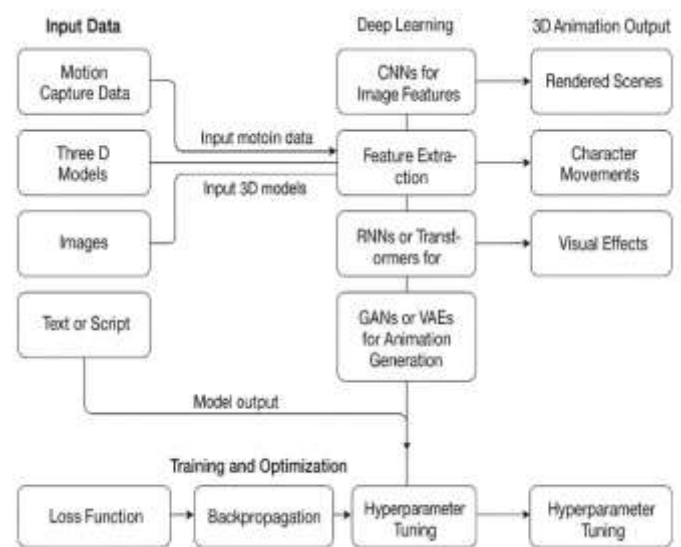 Input Data
Deep Learning
3D Animation Output
Motion
Capture Data
CNNs for
Image Features
Rendered Scenes
Input motoin data
Three D
Models
Feature Extra-
ction
Character
Movements
Input 3D models
Images
RNNs or Transf-
ormers for
Visual Effects
Text or Script
GANs or VAEs
for Animation
Generation
Model output
Training and Optimization
Loss Function
Backpropagation
Hyperparameter
Tuning
Hyperparameter
Tuning